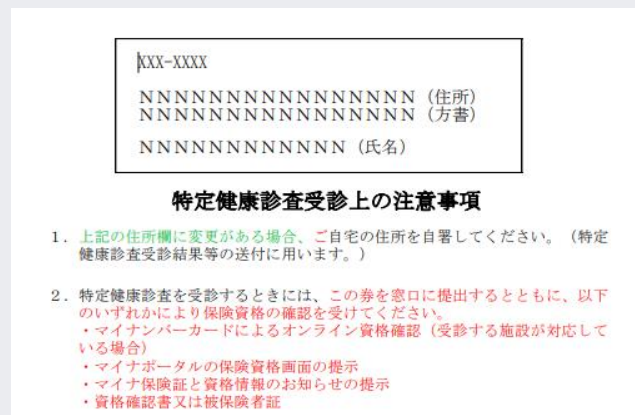 XXX-XXXX
NNNNNNNNNNNNNNNNN（住所）
NNNNNNNNNNNNNNNNN（方書）
NNNNNNNNNNNNN（氏名）
特定健康診査受診上の注意事項
1．上記の住所欄に変更がある場合、ご自宅の住所を自署してください。（特定
健康診査受診結果等の送付に用います。）
2．特定健康診査を受診するときには、この券を窓口に提出するとともに、以下
のいずれかにより保険資格の確認を受けてください。
・マイナンバーカードによるオンライン資格確認（受診する施設が対応して
いる場合）
・マイナポータルの保険資格画面の提示
・マイナ保険証と資格情報のお知らせの提示
・資格確認書又は被保険者証